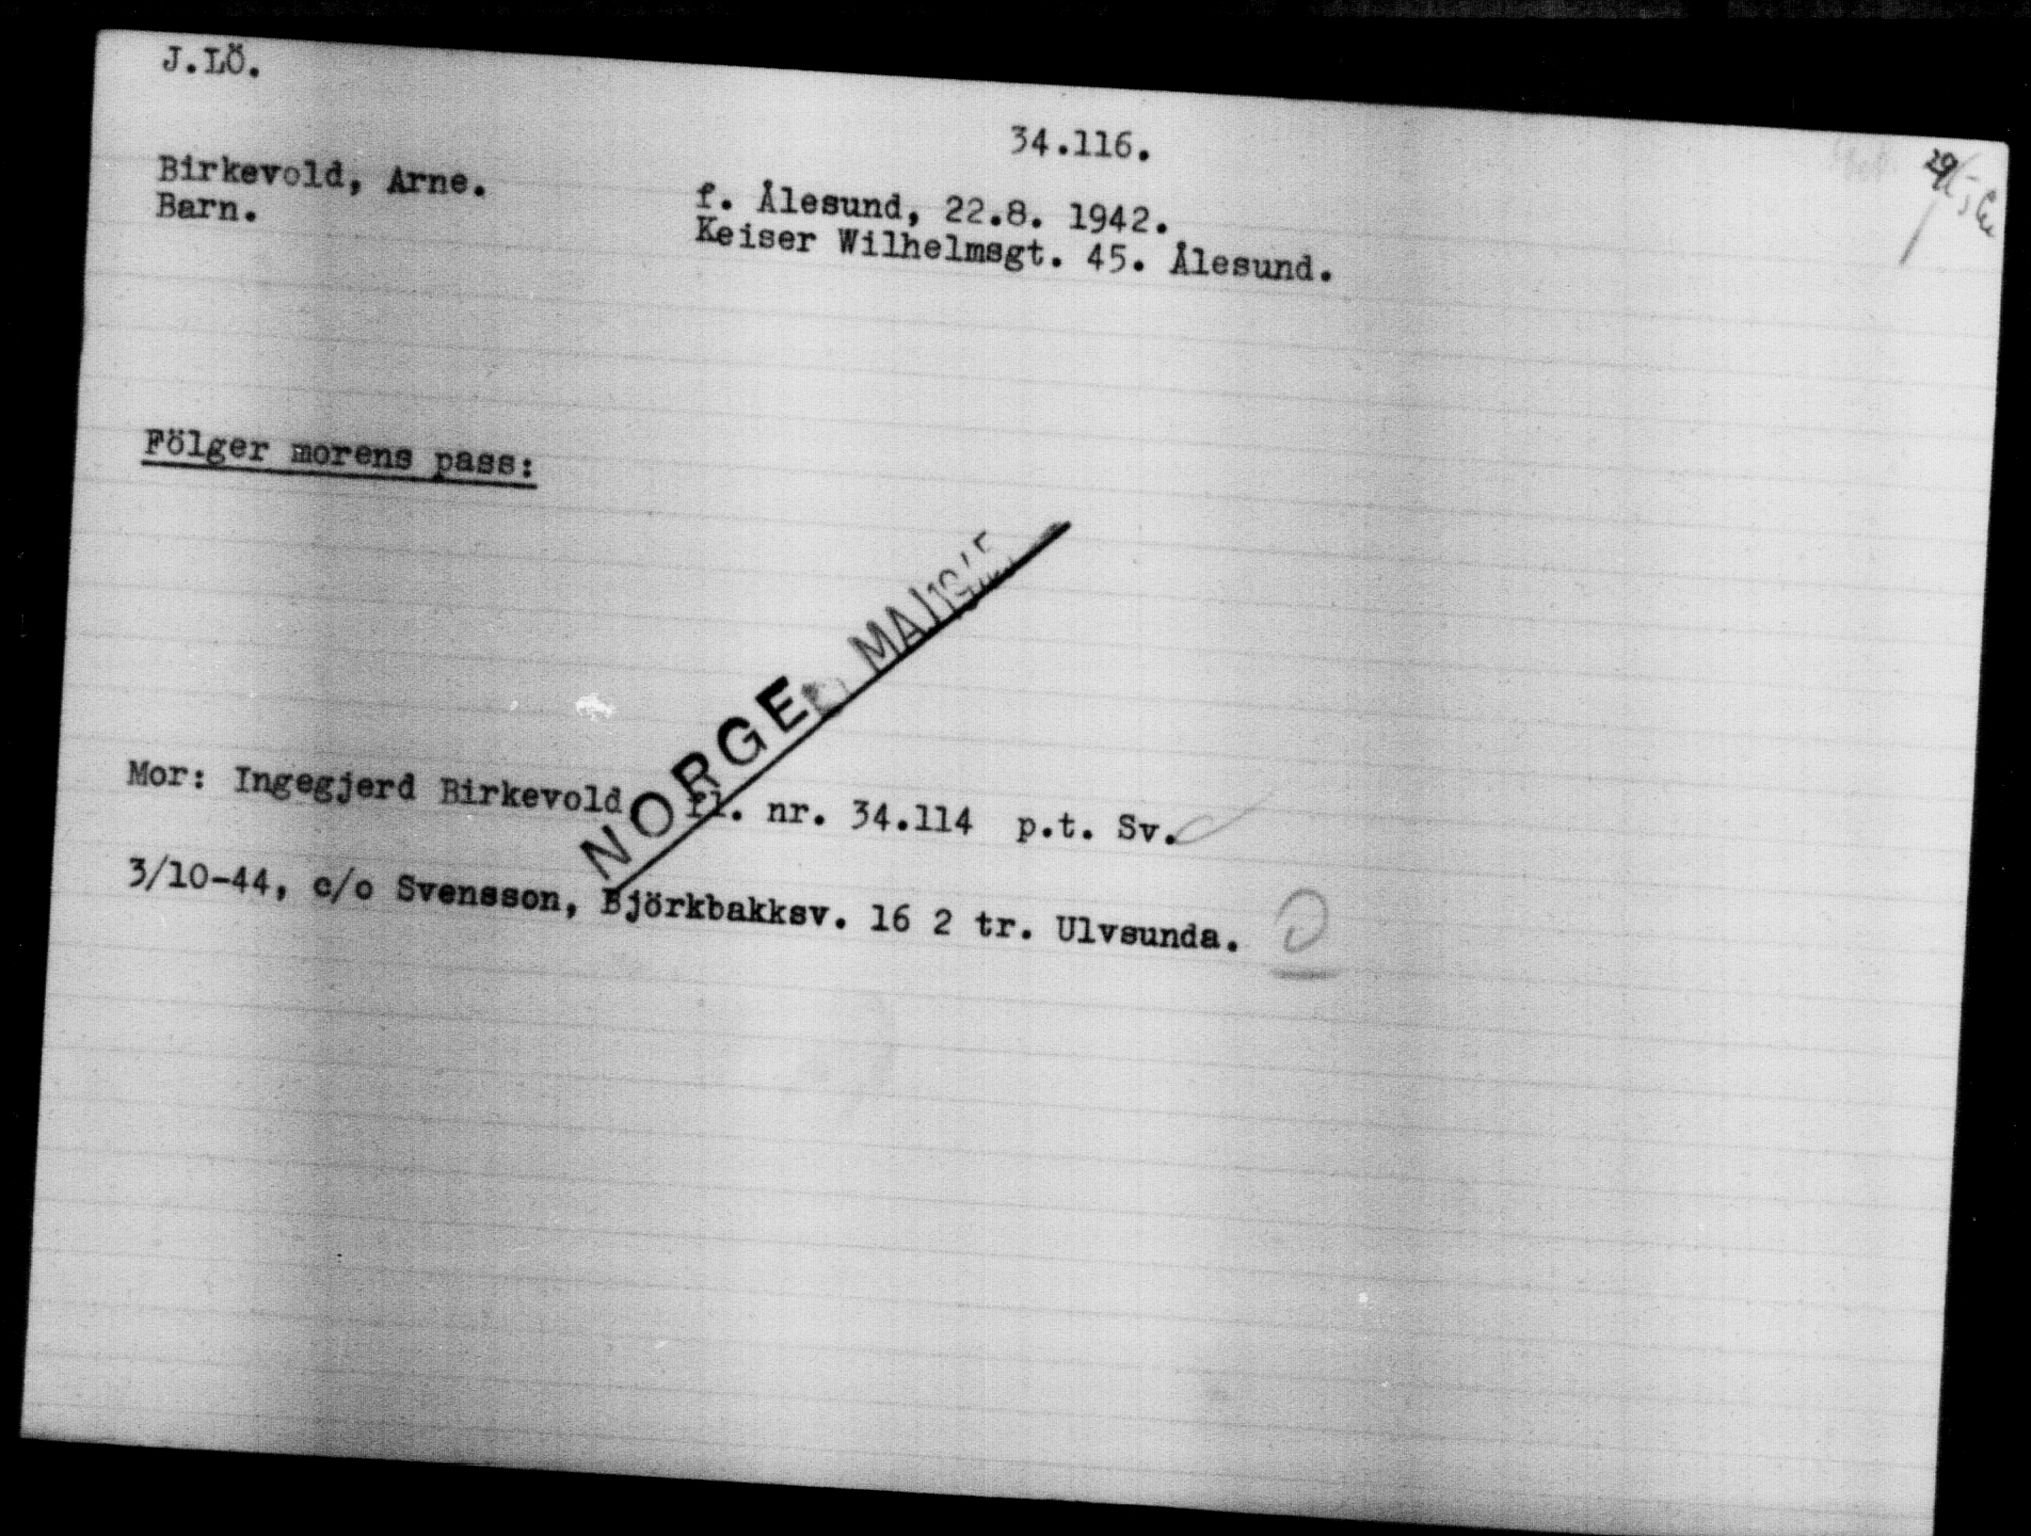 J.LÖ.
34.116.
Birkevold, Arne.
Barn.
f. Ålesund, 22.8. 1942.
Keiser Wilhelmsgt. 45. Ålesund.
Fölger morens pass:
NORGE MAJ 1945
Mor: Ingegjerd Birkevold fl. nr. 34.114 p.t. Sv.
3/10-44, c/o Svensson, Björkbakksv. 16 2 tr. Ulvsunda.